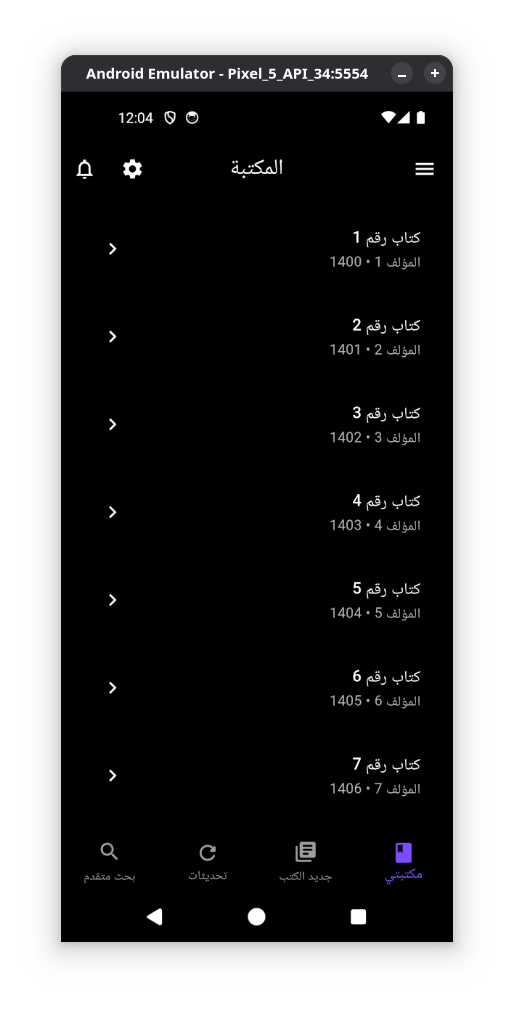 Android Emulator - Pixel_5_API_34:5554
12:04
المكتبة
كتاب رقم 1
المؤلف 1 • 1400
كتاب رقم 2
المؤلف 2 • 1401
كتاب رقم 3
المؤلف 3 • 1402
كتاب رقم 4
المؤلف 4 • 1403
كتاب رقم 5
المؤلف 5 • 1404
كتاب رقم 6
المؤلف 6 • 1405
كتاب رقم 7
المؤلف 7 • 1406
مكتبتي
جديد الكتب
تحديثات
بحث متقدم